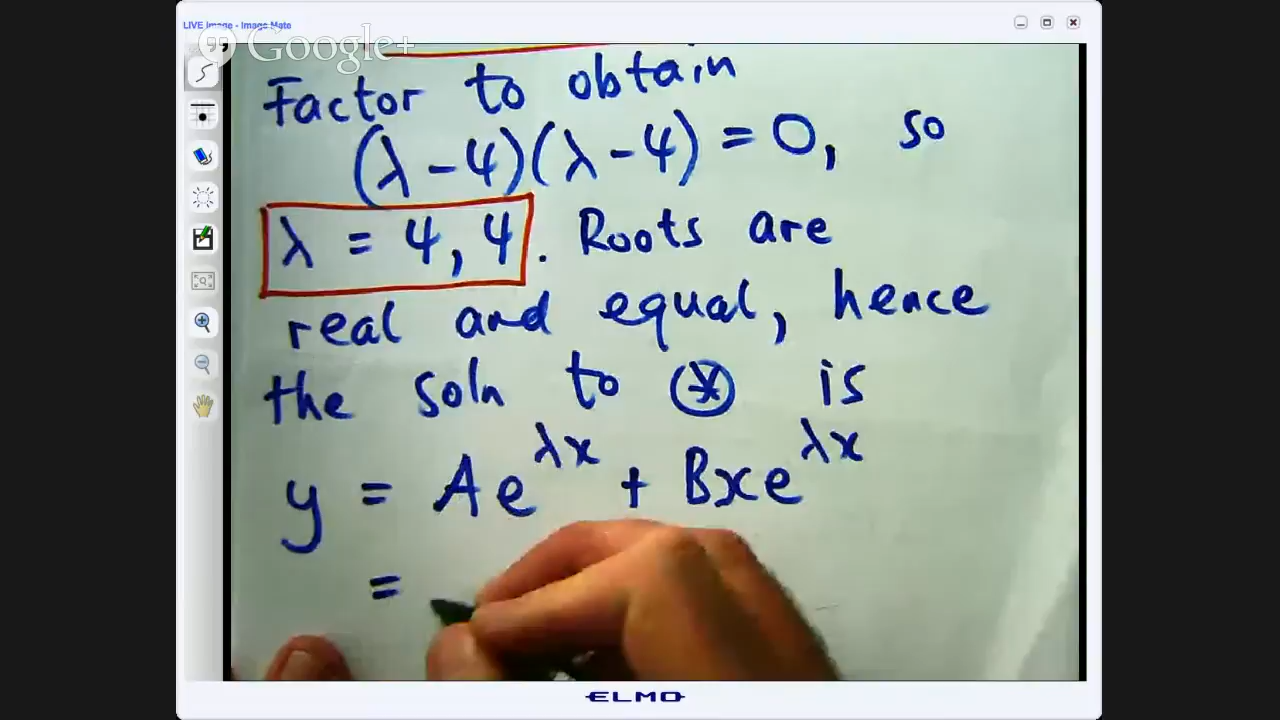 LIVE Image - Image Mate
Google+
Factor to obtain
(λ-4)(λ-4) = 0, so
λ = 4, 4. Roots are
real and equal, hence
the soln to ⊛ is
y = Ae^λx + Bxe^λx
=
ELMO